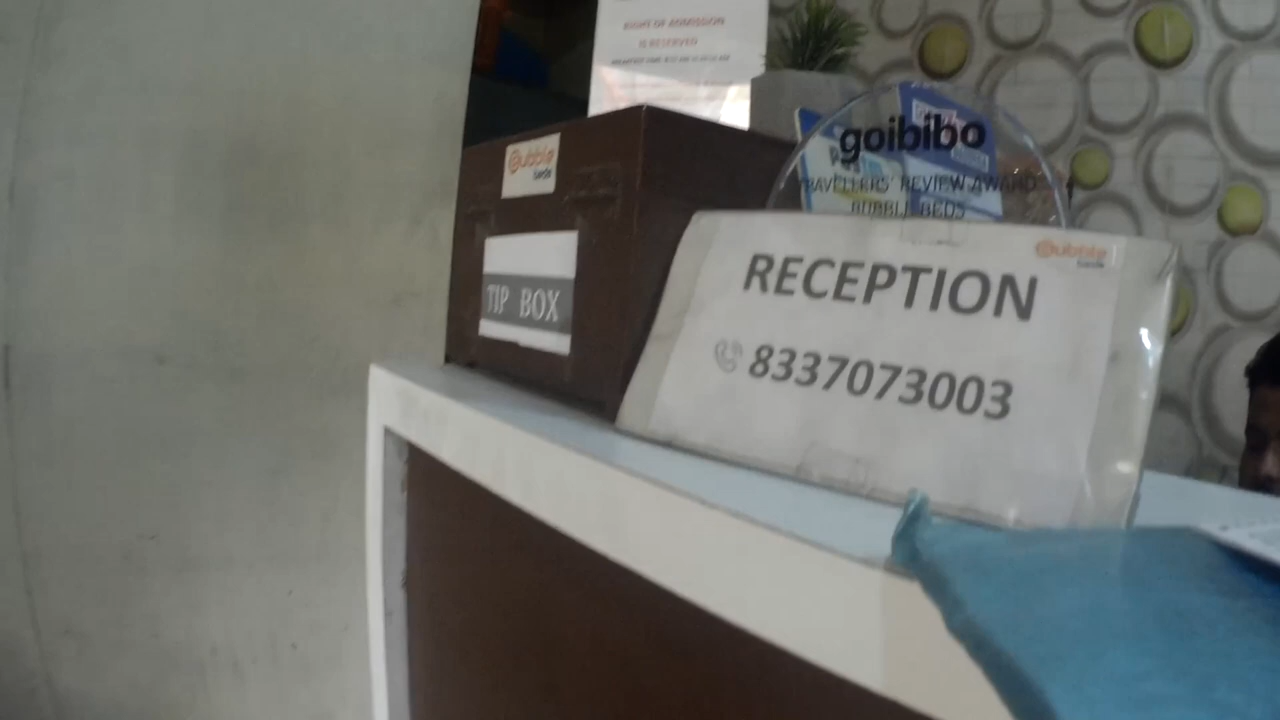 RIGHT OF ADMISSION
IS RESERVED
Bubble
beds
TIP BOX
goibibo
TRAVELLERS' REVIEW AWARD
BUBBLE BEDS
Bubble
beds
RECEPTION
8337073003